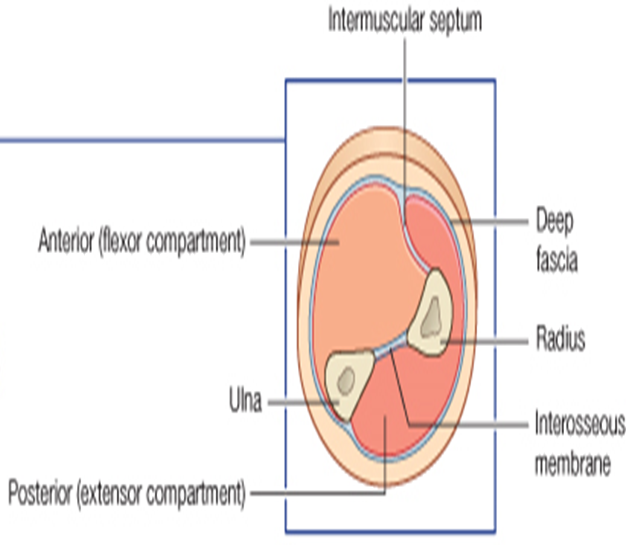 Intermuscular septum
Deep
fascia
Anterior (flexor compartment)
Radius
Ulna
Interosseous
membrane
Posterior (extensor compartment)